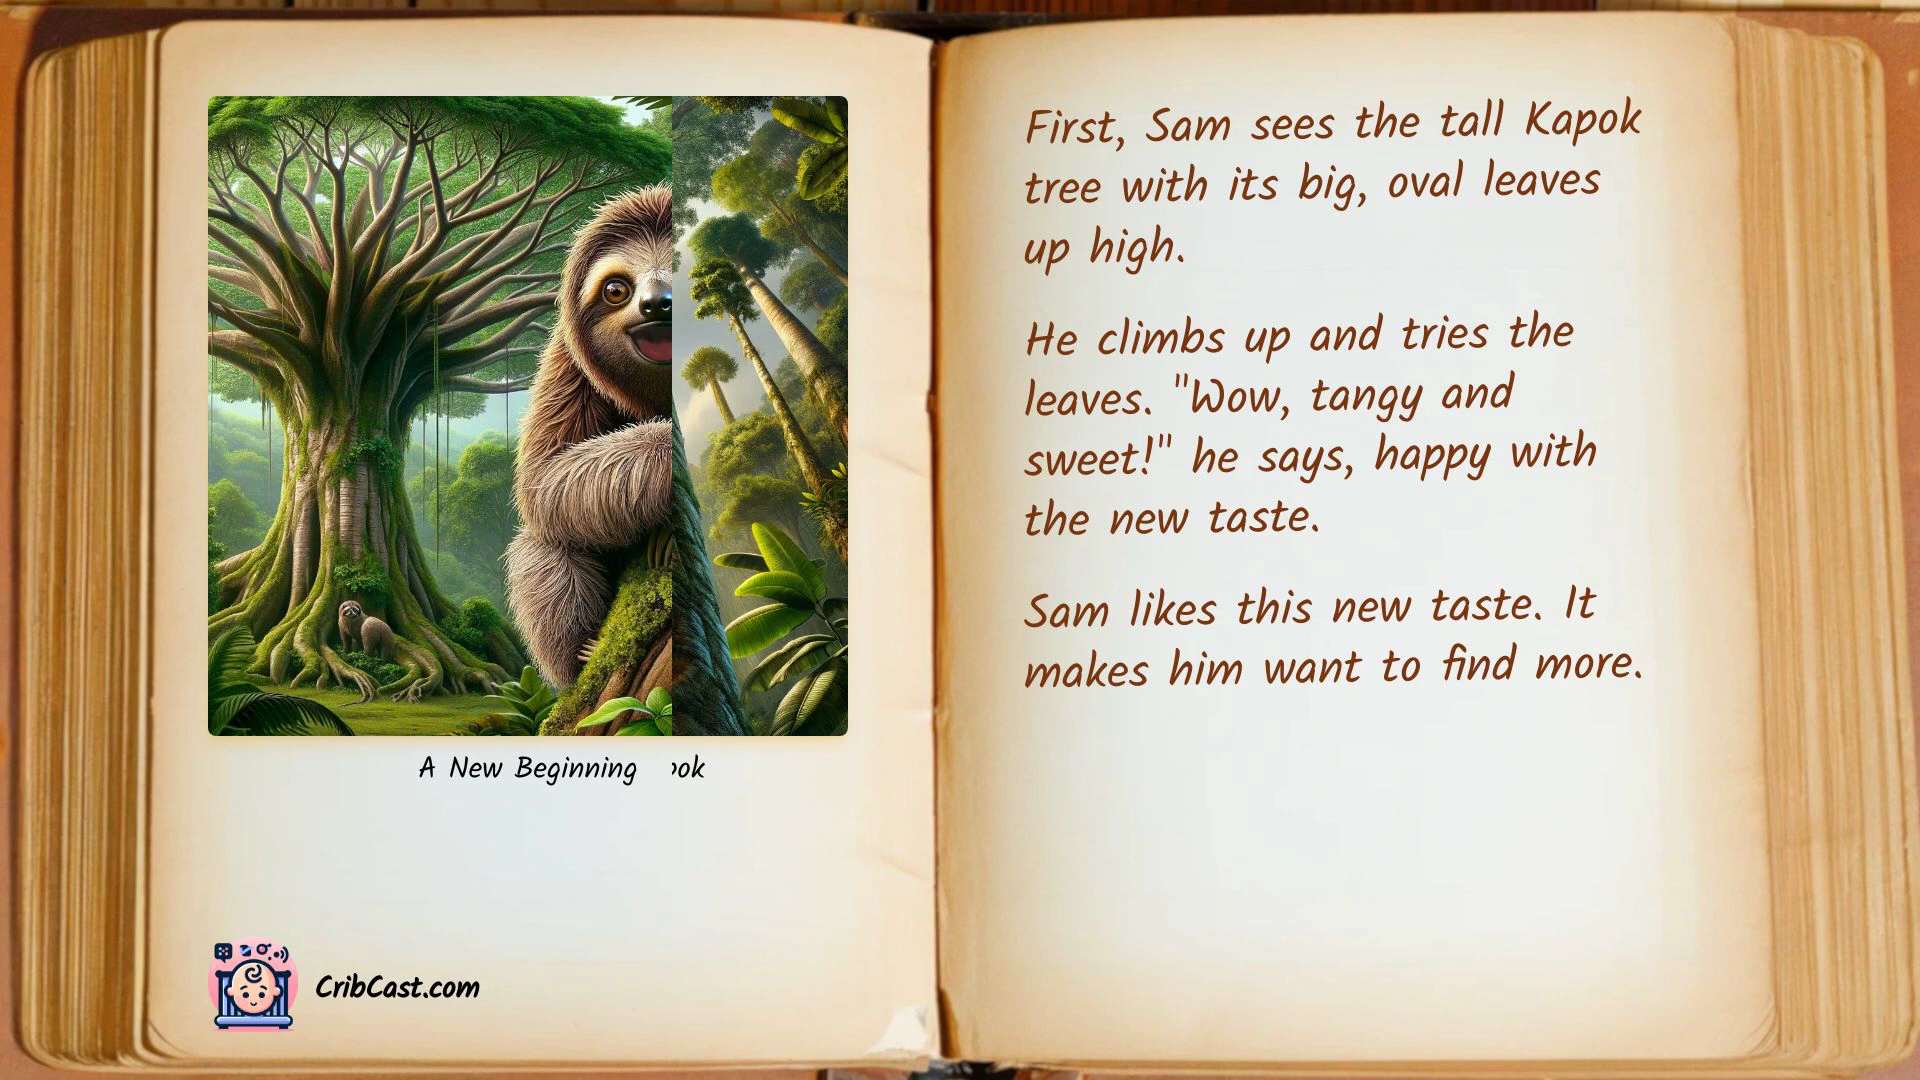 A New Beginning
CribCast.com
First, Sam sees the tall Kapok
tree with its big, oval leaves
up high.
He climbs up and tries the
leaves. "Wow, tangy and
sweet!" he says, happy with
the new taste.
Sam likes this new taste. It
makes him want to find more.